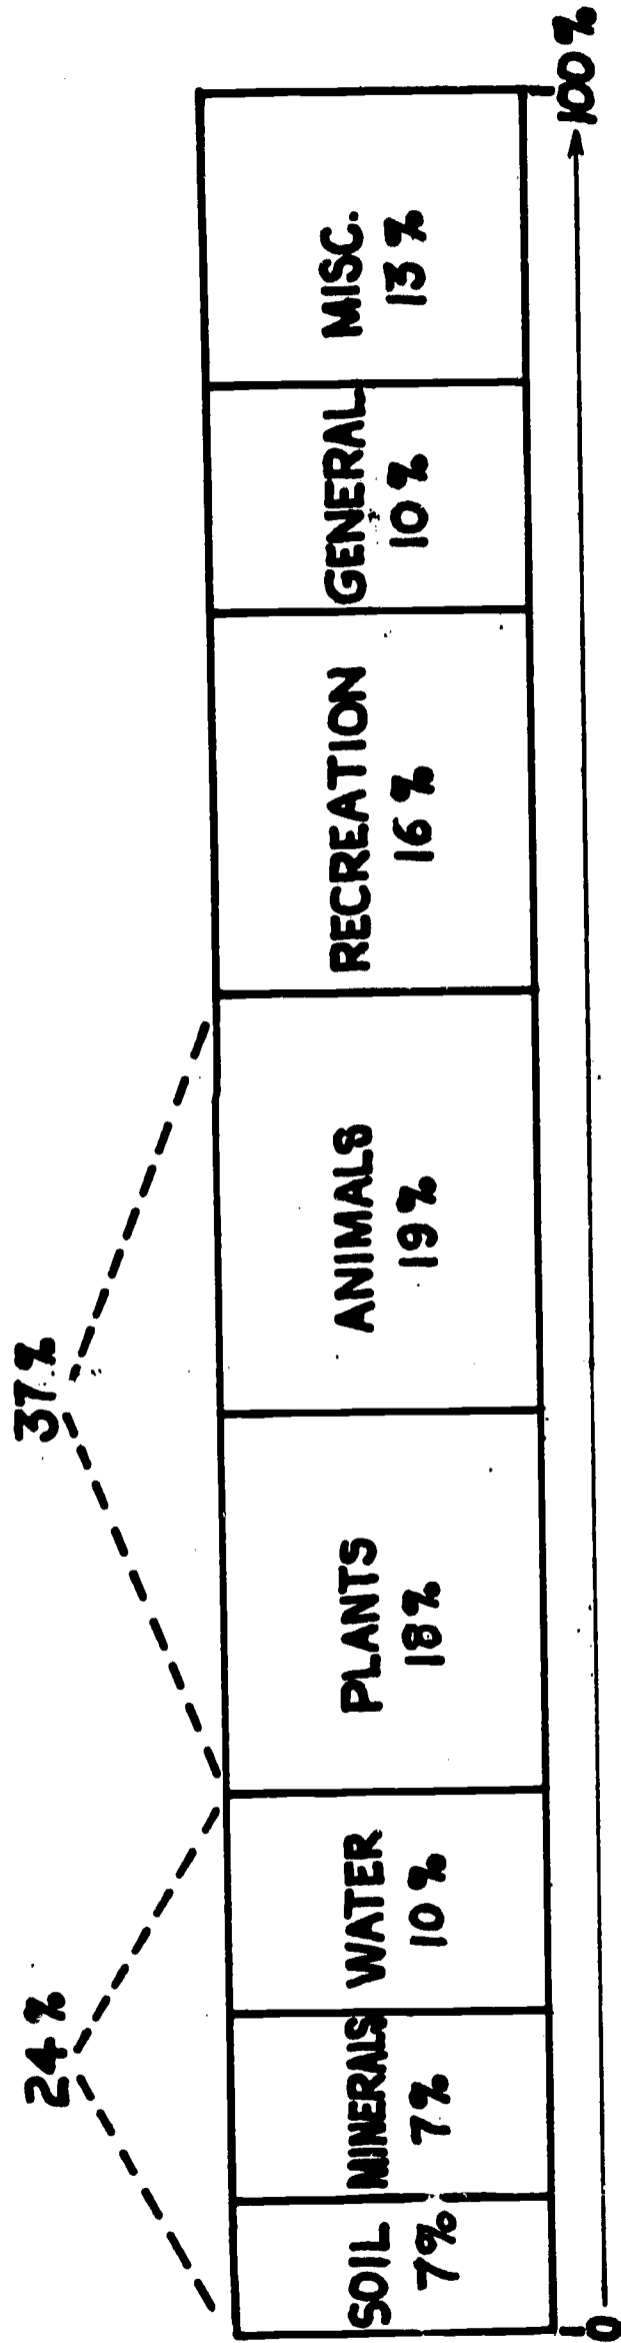 24%
37%
SOIL
7%
MINERALS
7%
WATER
10%
PLANTS
18%
ANIMALS
19%
RECREATION
16%
GENERAL
10%
MISC.
13%
0
100%